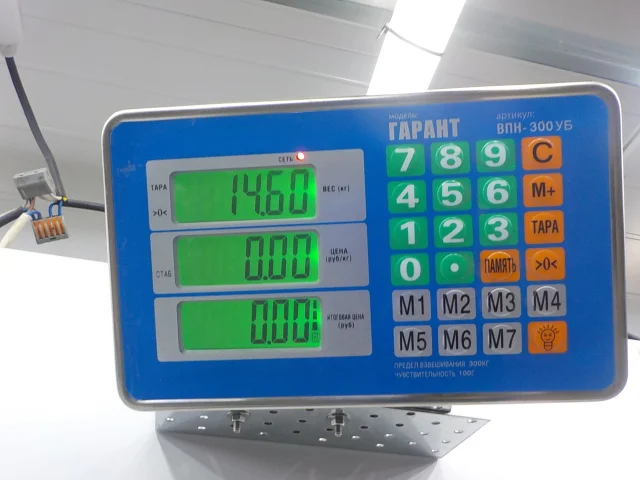 модель: артикул:
ГАРАНТ ВПН-300УБ
СЕТЬ
ТАРА 14.60 ВЕС (кг)
>0<
0.00 ЦЕНА (руб/кг)
СТАБ
0.00 ИТОГОВАЯ ЦЕНА (руб)
7 8 9 C
4 5 6 M+
1 2 3 ТАРА
0 . ПАМЯТЬ >0<
M1 M2 M3 M4
M5 M6 M7
ПРЕДЕЛ ВЗВЕШИВАНИЯ 300КГ
ЧУВСТВИТЕЛЬНОСТЬ 100Г